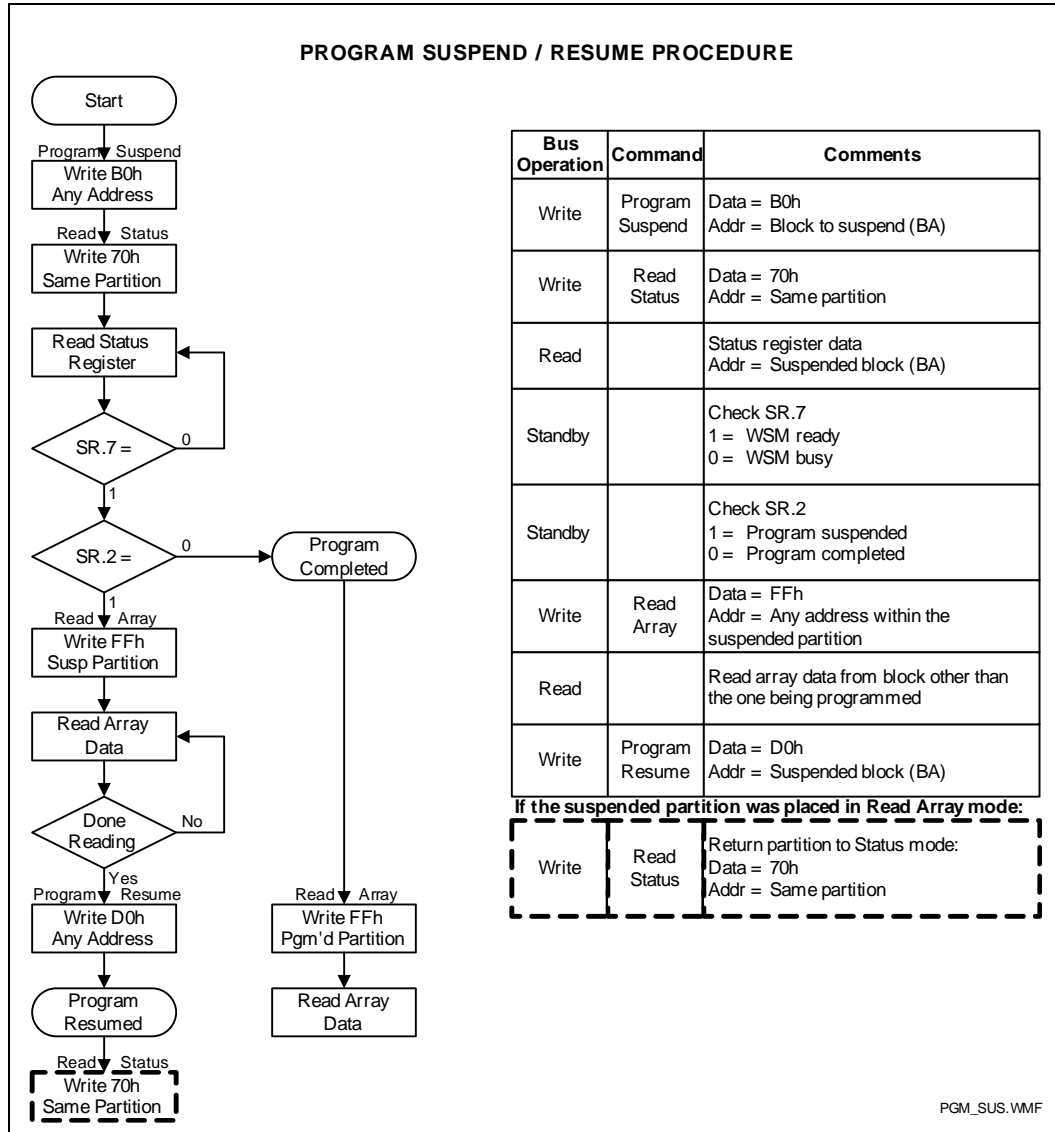 PROGRAM SUSPEND / RESUME PROCEDURE
Start
Program Suspend
Write B0h
Any Address
Read Status
Write 70h
Same Partition
Read Status
Register
SR.7 =
0
1
SR.2 =
0
1
Program
Completed
Read Array
Write FFh
Susp Partition
Read Array
Data
Done
Reading
No
Yes
Program Resume
Write D0h
Any Address
Program
Resumed
Read Status
Write 70h
Same Partition
Read Array
Write FFh
Pgm'd Partition
Read Array
Data
Bus
Operation
Command
Comments
Write
Program
Suspend
Data = B0h
Addr = Block to suspend (BA)
Write
Read
Status
Data = 70h
Addr = Same partition
Read
Status register data
Addr = Suspended block (BA)
Standby
Check SR.7
1 = WSM ready
0 = WSM busy
Standby
Check SR.2
1 = Program suspended
0 = Program completed
Write
Read
Array
Data = FFh
Addr = Any address within the
suspended partition
Read
Read array data from block other than
the one being programmed
Write
Program
Resume
Data = D0h
Addr = Suspended block (BA)
If the suspended partition was placed in Read Array mode:
Write
Read
Status
Return partition to Status mode:
Data = 70h
Addr = Same partition
PGM_SUS.WMF